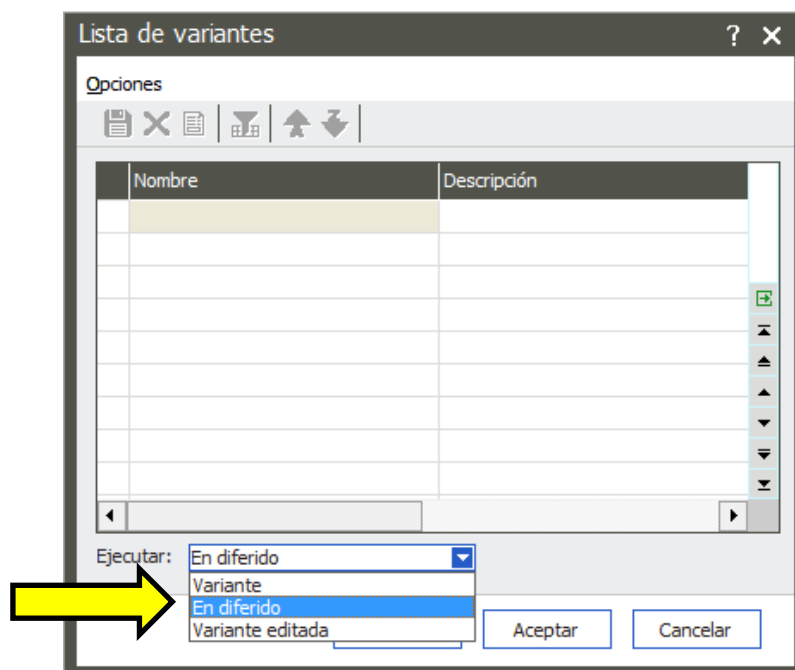 Lista de variantes ?
Opciones
Nombre Descripción
Ejecutar: En diferido
Variante
En diferido
Variante editada
Aceptar Cancelar